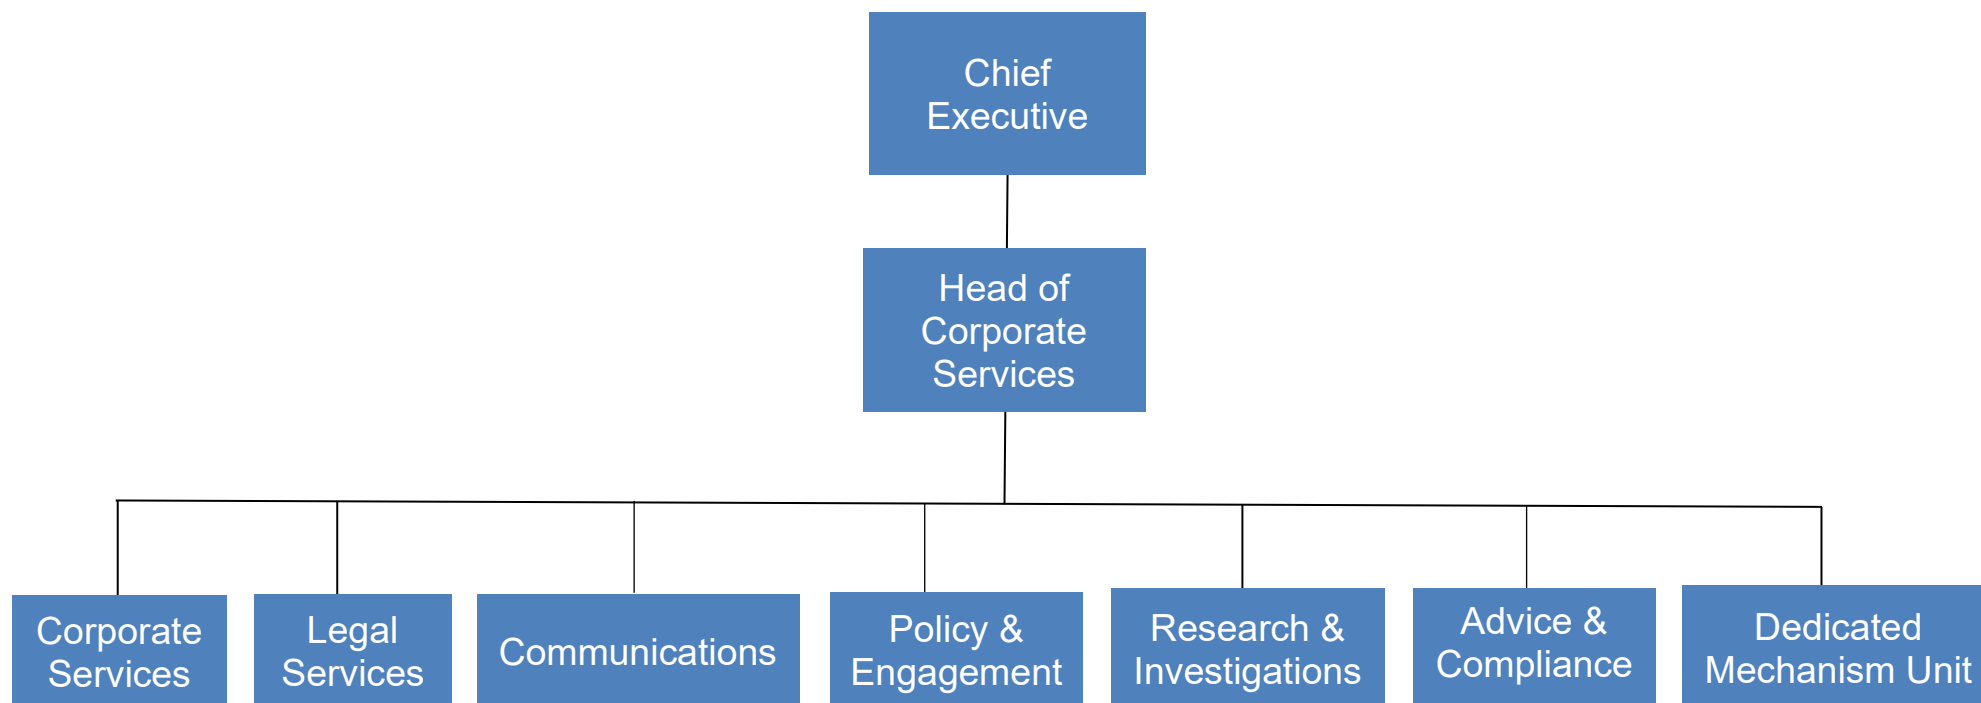 Chief
Executive
Head of
Corporate
Services
Corporate
Services
Legal
Services
Communications
Policy &
Engagement
Research &
Investigations
Advice &
Compliance
Dedicated
Mechanism Unit